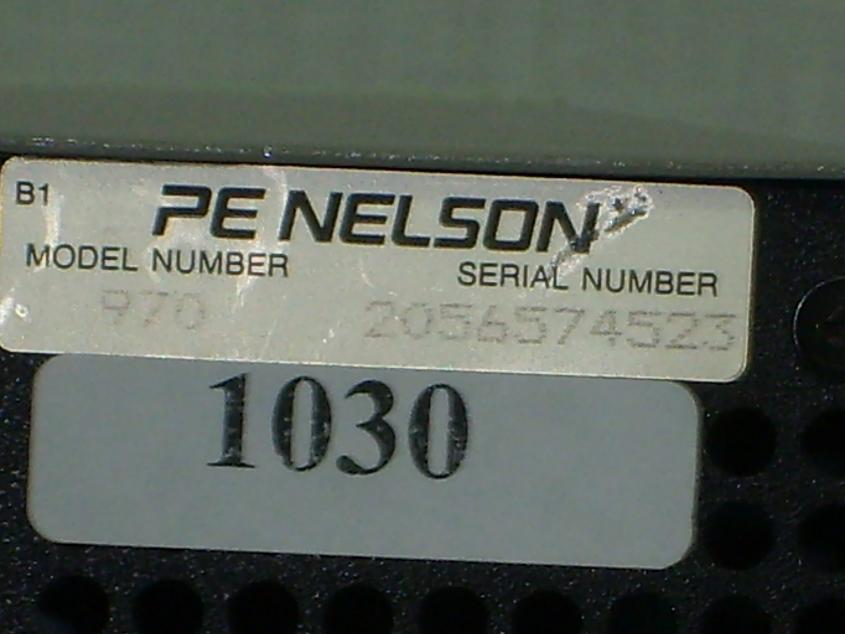 B1
PE NELSON
MODEL NUMBER SERIAL NUMBER
970 2056574523
1030